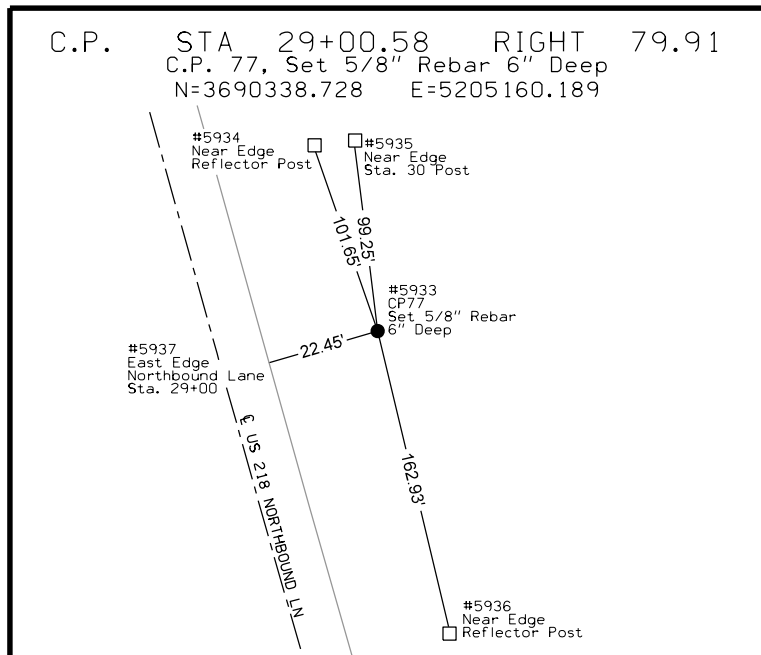 C.P. STA 29+00.58 RIGHT 79.91
C.P. 77, Set 5/8" Rebar 6" Deep
N=3690338.728 E=5205160.189
#5934
Near Edge
Reflector Post
#5935
Near Edge
Sta. 30 Post
101.65'
99.25'
#5933
CP77
Set 5/8" Rebar
6" Deep
22.45'
#5937
East Edge
Northbound Lane
Sta. 29+00
℄ US 218 NORTHBOUND LN
162.93'
#5936
Near Edge
Reflector Post